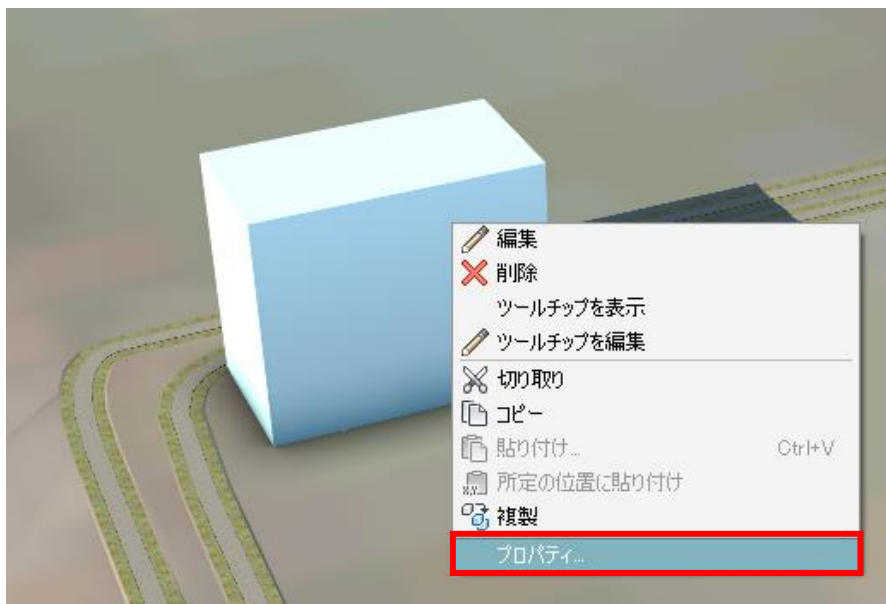 編集
削除
ツールチップを表示
ツールチップを編集
切り取り
コピー
貼り付け... Ctrl+V
所定の位置に貼り付け
複製
プロパティ...